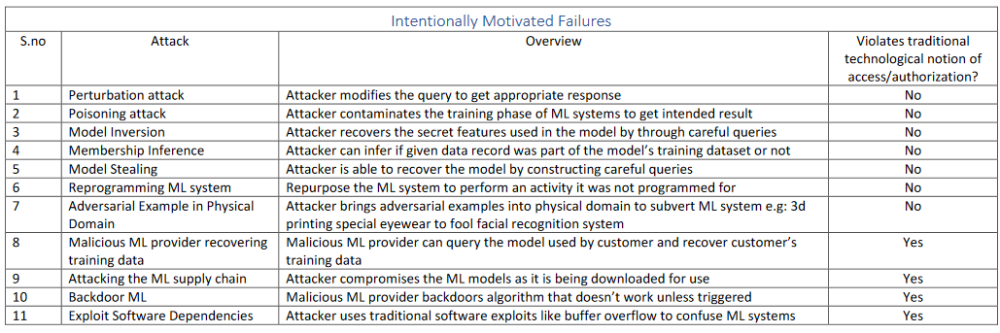 Intentionally Motivated Failures
S.no Attack Overview Violates traditional
technological notion of
access/authorization?
1 Perturbation attack Attacker modifies the query to get appropriate response No
2 Poisoning attack Attacker contaminates the training phase of ML systems to get intended result No
3 Model Inversion Attacker recovers the secret features used in the model by through careful queries No
4 Membership Inference Attacker can infer if given data record was part of the model’s training dataset or not No
5 Model Stealing Attacker is able to recover the model by constructing careful queries No
6 Reprogramming ML system Repurpose the ML system to perform an activity it was not programmed for No
7 Adversarial Example in Physical Attacker brings adversarial examples into physical domain to subvert ML system e.g: 3d No
Domain printing special eyewear to fool facial recognition system
8 Malicious ML provider recovering Malicious ML provider can query the model used by customer and recover customer’s Yes
training data training data
9 Attacking the ML supply chain Attacker compromises the ML models as it is being downloaded for use Yes
10 Backdoor ML Malicious ML provider backdoors algorithm that doesn’t work unless triggered Yes
11 Exploit Software Dependencies Attacker uses traditional software exploits like buffer overflow to confuse ML systems Yes